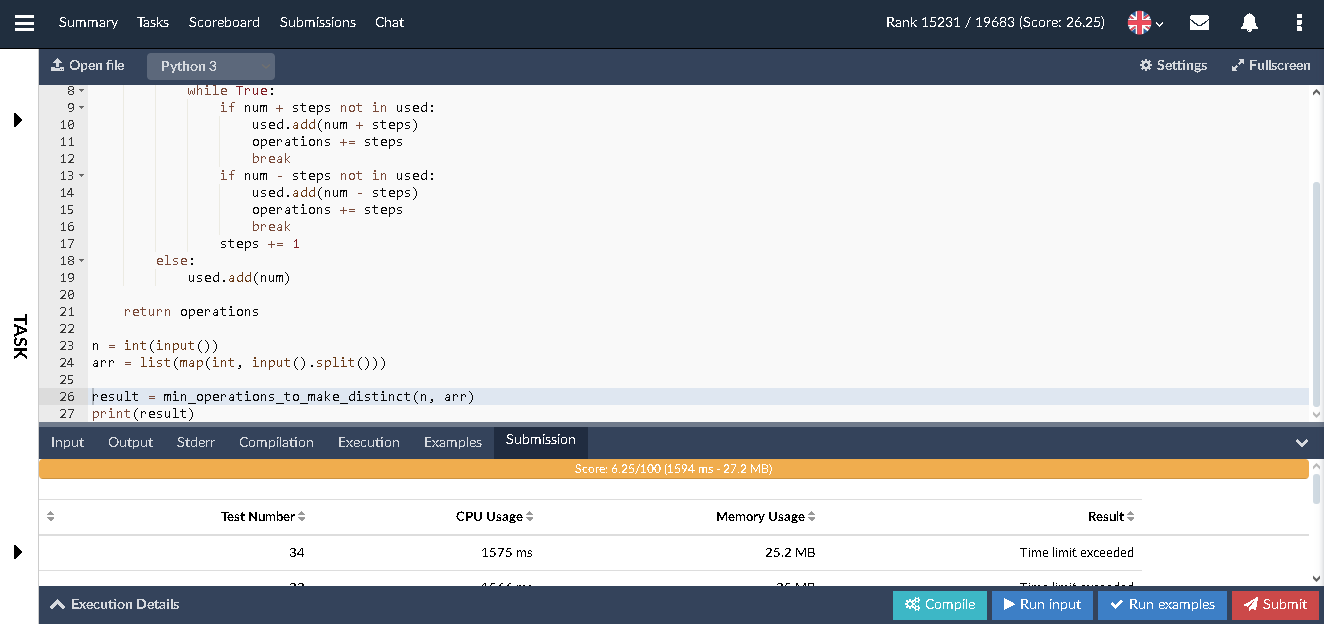 Summary Tasks Scoreboard Submissions Chat Rank 15231 / 19683 (Score: 26.25)
Open file Python 3 Settings Fullscreen
8 while True:
9 if num + steps not in used:
10 used.add(num + steps)
11 operations += steps
12 break
13 if num - steps not in used:
14 used.add(num - steps)
15 operations += steps
16 break
17 steps += 1
18 else:
19 used.add(num)
20
21 return operations
22
23 n = int(input())
24 arr = list(map(int, input().split()))
25
26 result = min_operations_to_make_distinct(n, arr)
27 print(result)
TASK
Input Output Stderr Compilation Execution Examples Submission
Score: 6.25/100 (1594 ms - 27.2 MB)
Test Number CPU Usage Memory Usage Result
34 1575 ms 25.2 MB Time limit exceeded
Time limit exceeded
Execution Details Compile Run input Run examples Submit